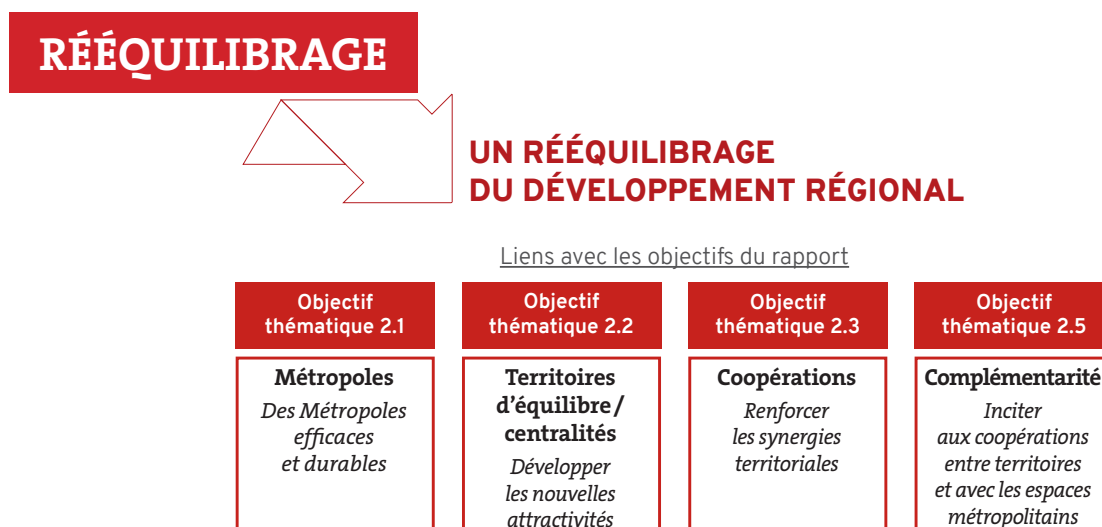 RÉÉQUILIBRAGE
UN RÉÉQUILIBRAGE
DU DÉVELOPPEMENT RÉGIONAL
Liens avec les objectifs du rapport
Objectif
thématique 2.1
Métropoles
Des Métropoles
efficaces
et durables
Objectif
thématique 2.2
Territoires
d’équilibre /
centralités
Développer
les nouvelles
attractivités
Objectif
thématique 2.3
Coopérations
Renforcer
les synergies
territoriales
Objectif
thématique 2.5
Complémentarité
Inciter
aux coopérations
entre territoires
et avec les espaces
métropolitains